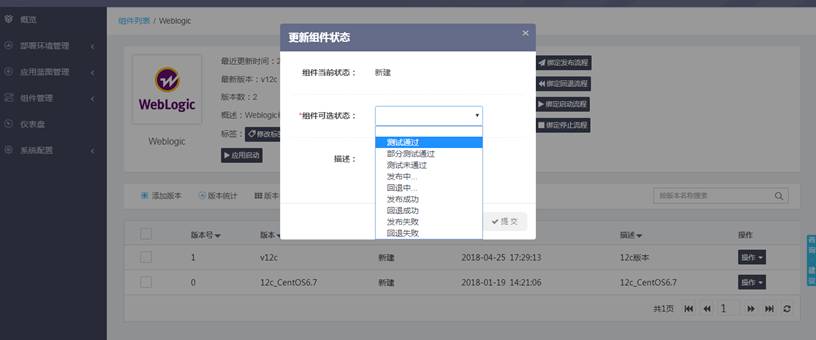 概览
部署环境管理
应用蓝图管理
组件管理
仪表盘
系统配置
组件列表 / Weblogic
WebLogic
Weblogic
最近更新时间：2
最新版本：v12c
版本数：2
概述：Weblogic
标签：
修改标
应用启动
绑定发布流程
绑定回退流程
绑定启动流程
绑定停止流程
更新组件状态
×
组件当前状态： 新建
*组件可选状态：
测试通过
部分测试通过
测试未通过
发布中...
回退中...
发布成功
回退成功
发布失败
回退失败
描述：
提 交
添加版本 版本统计 版本
按版本名称搜索
版本号 版本 描述 操作
1 v12c 新建 2018-04-25 17:29:13 12c版本 操作
0 12c_CentOS6.7 新建 2018-01-19 14:21:06 12c_CentOS6.7 操作
共1页 1